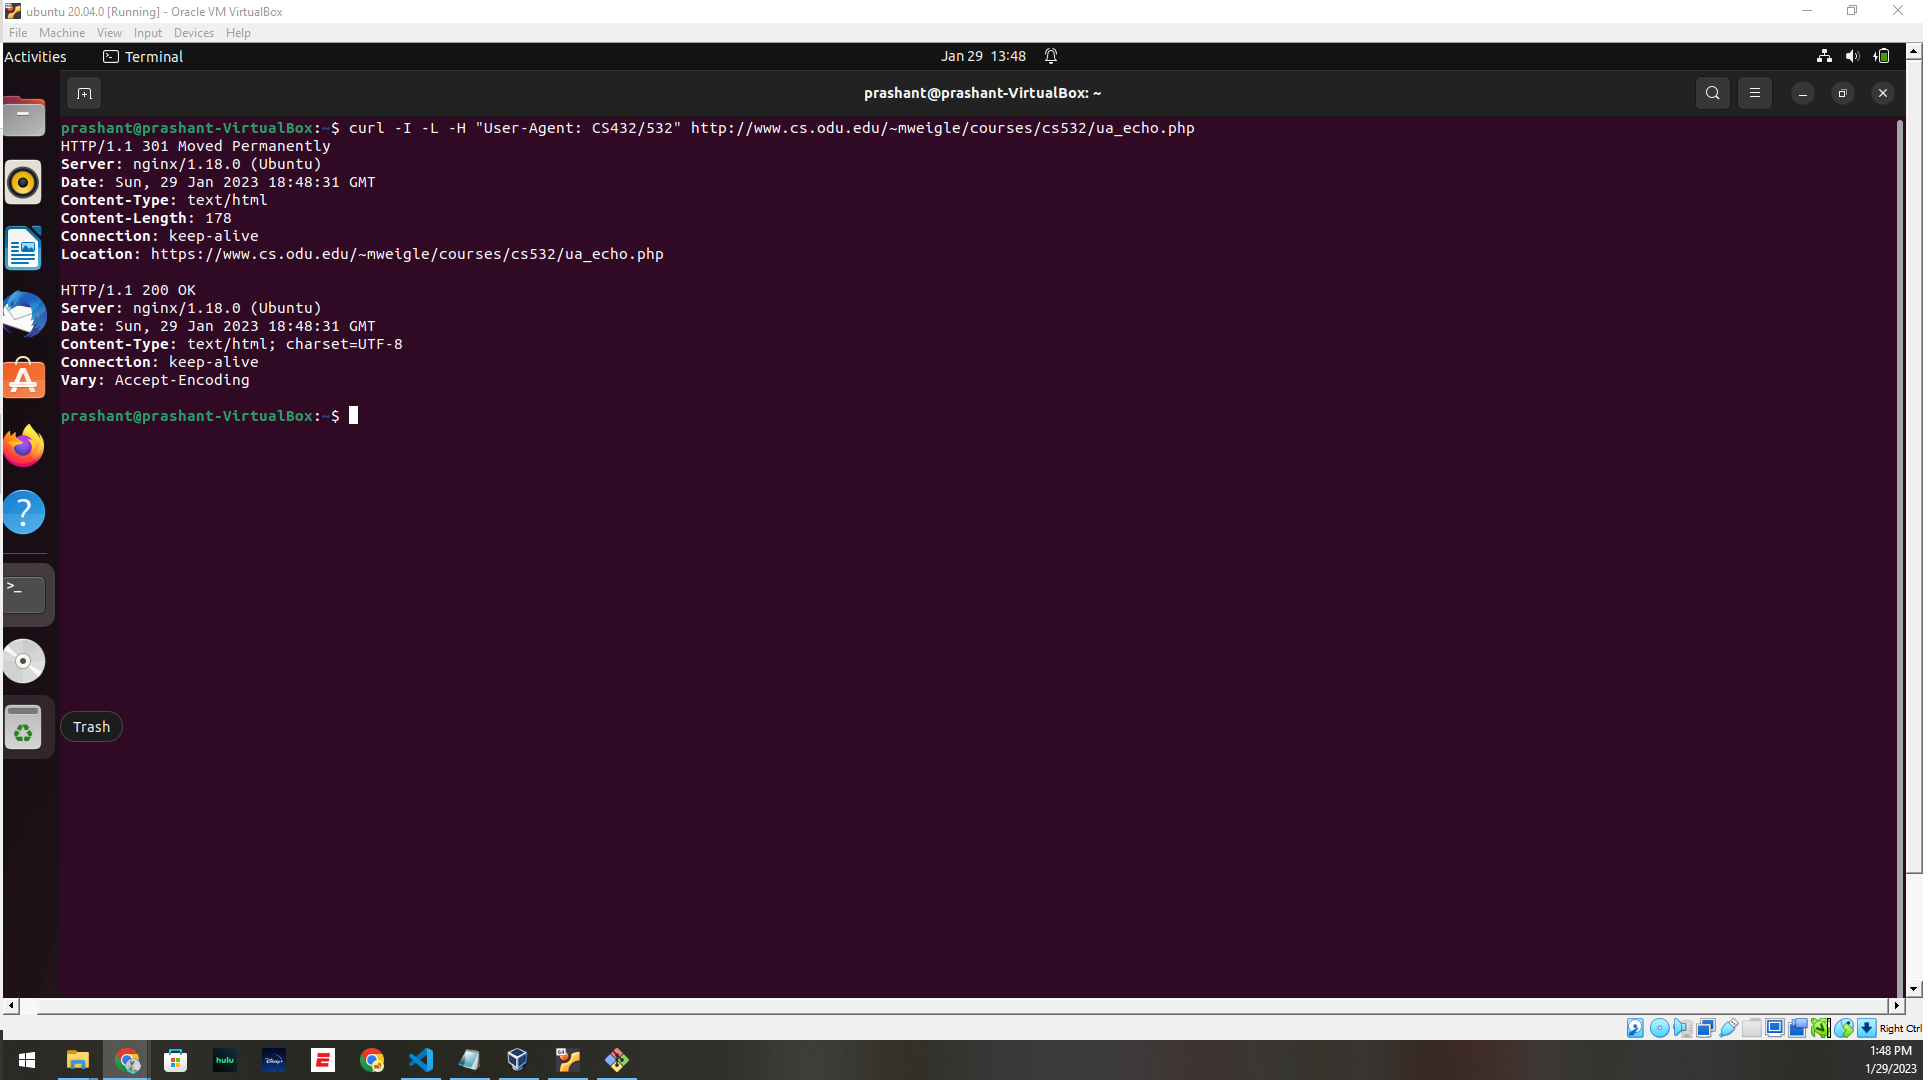 ubuntu 20.04.0 [Running] - Oracle VM VirtualBox
File Machine View Input Devices Help
Activities Terminal Jan 29 13:48
prashant@prashant-VirtualBox: ~
prashant@prashant-VirtualBox:~$ curl -I -L -H "User-Agent: CS432/532" http://www.cs.odu.edu/~mweigle/courses/cs532/ua_echo.php
HTTP/1.1 301 Moved Permanently
Server: nginx/1.18.0 (Ubuntu)
Date: Sun, 29 Jan 2023 18:48:31 GMT
Content-Type: text/html
Content-Length: 178
Connection: keep-alive
Location: https://www.cs.odu.edu/~mweigle/courses/cs532/ua_echo.php
HTTP/1.1 200 OK
Server: nginx/1.18.0 (Ubuntu)
Date: Sun, 29 Jan 2023 18:48:31 GMT
Content-Type: text/html; charset=UTF-8
Connection: keep-alive
Vary: Accept-Encoding
prashant@prashant-VirtualBox:~$
Trash
Right Ctrl
hulu
Disney+
1:48 PM
1/29/2023